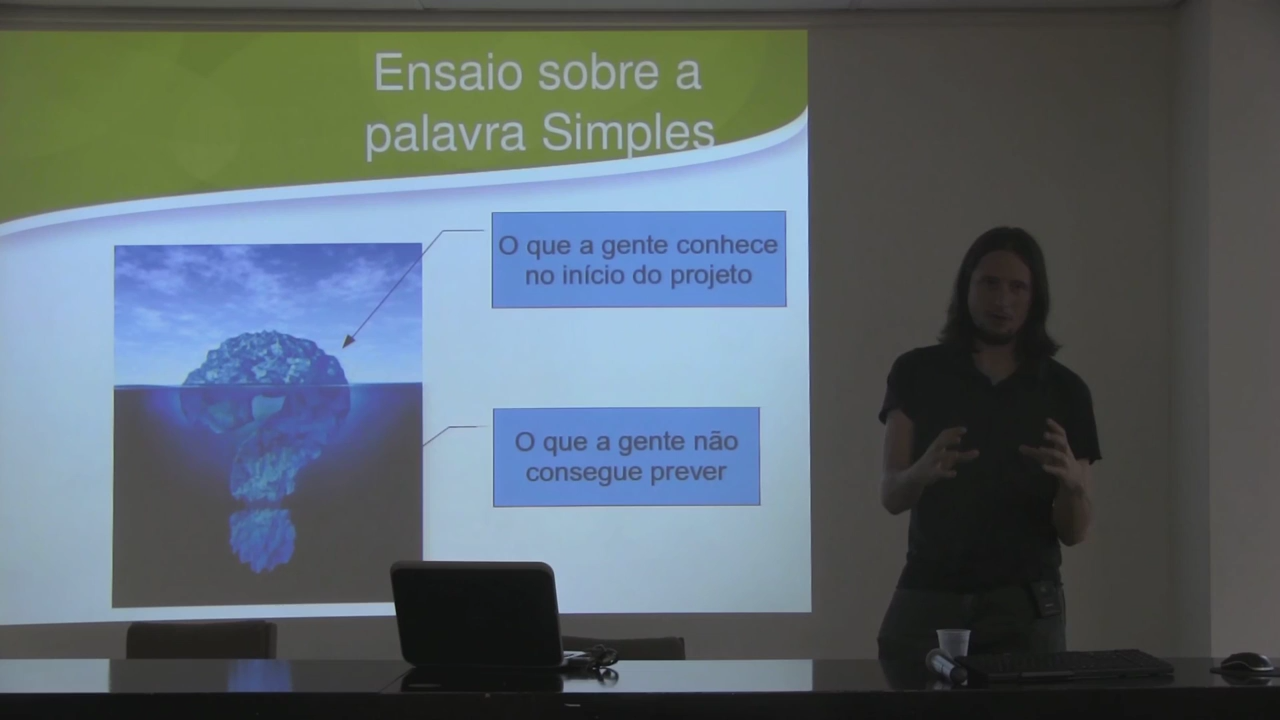 Ensaio sobre a
palavra Simples
O que a gente conhece
no início do projeto
O que a gente não
consegue prever